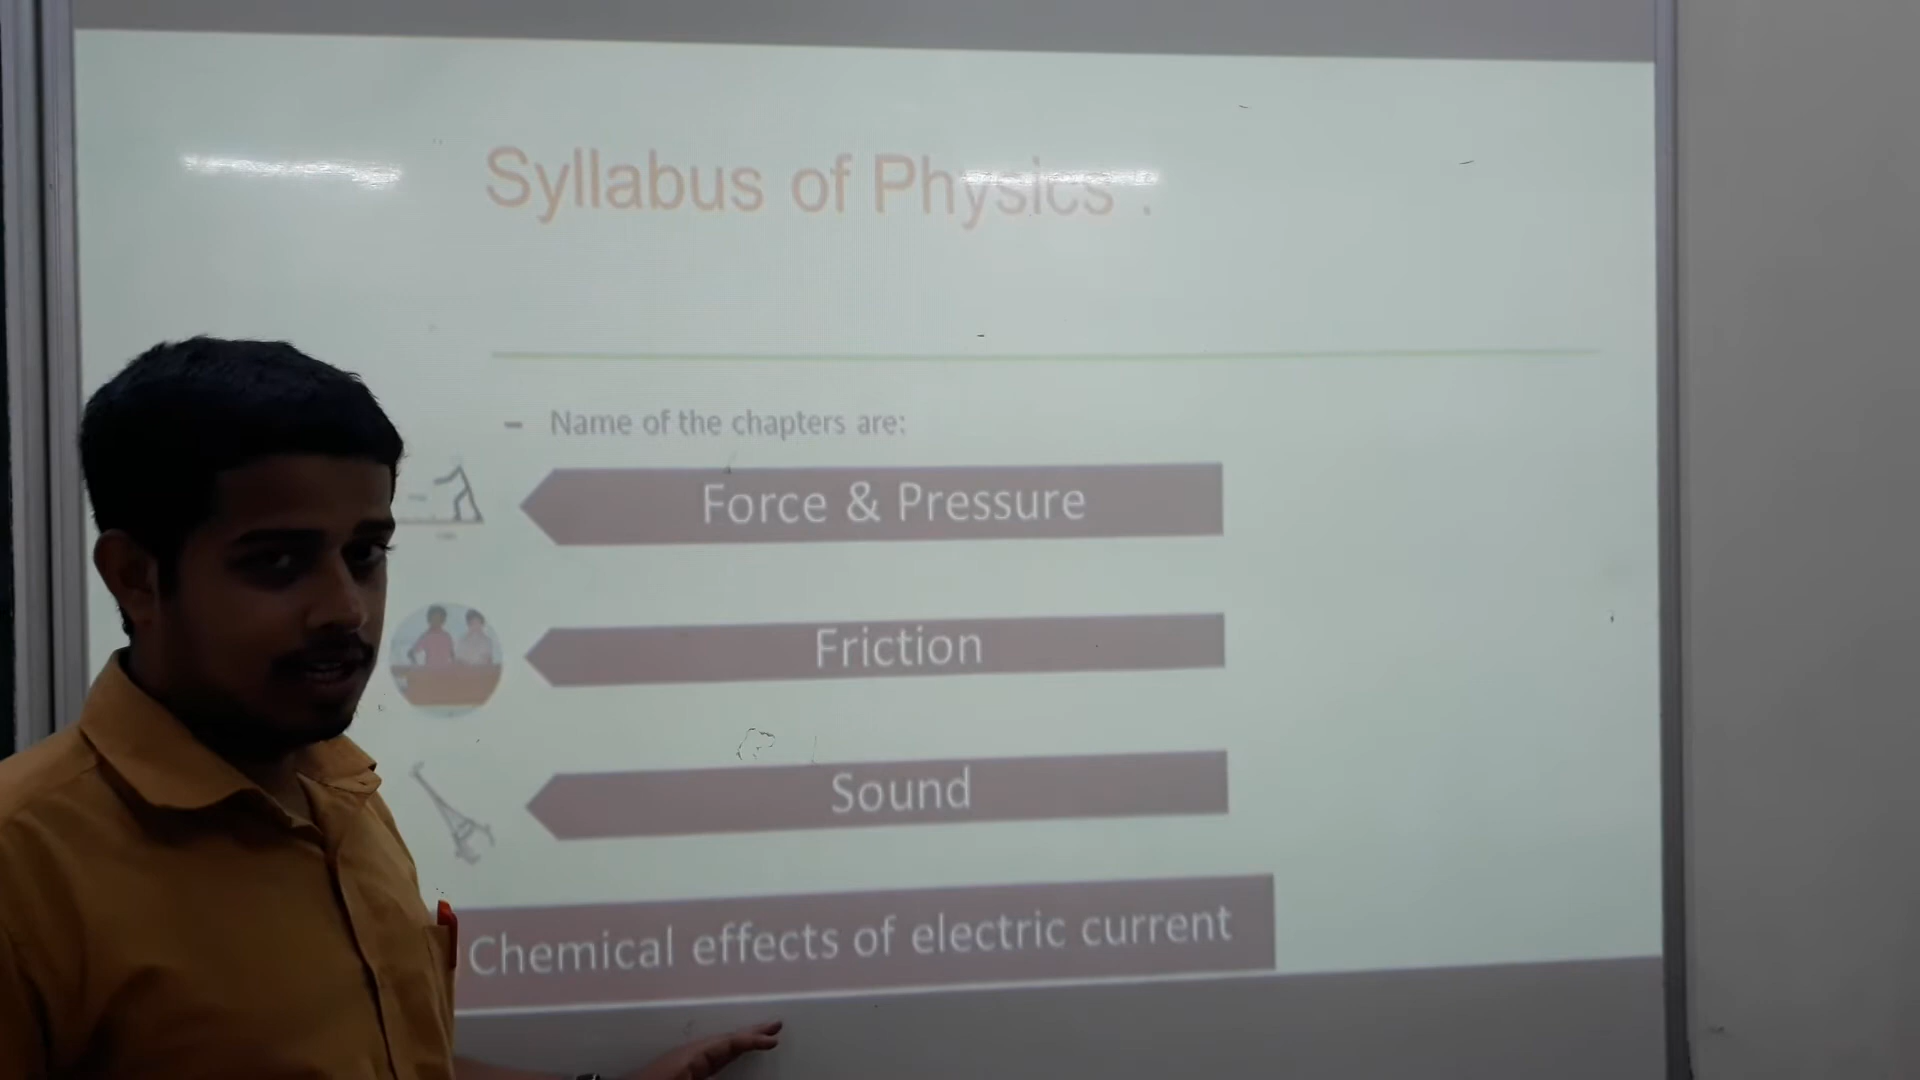 Syllabus of Physics :
– Name of the chapters are:
Force & Pressure
Friction
Sound
Chemical effects of electric current